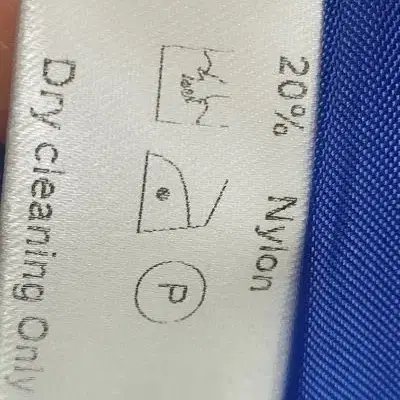 20% Nylon
P
Dry cleaning Only